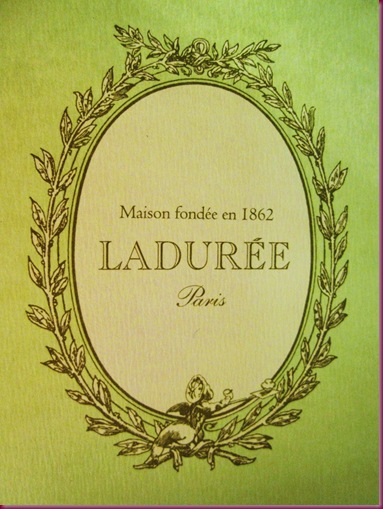 Maison fondée en 1862
LADURÉE
Paris